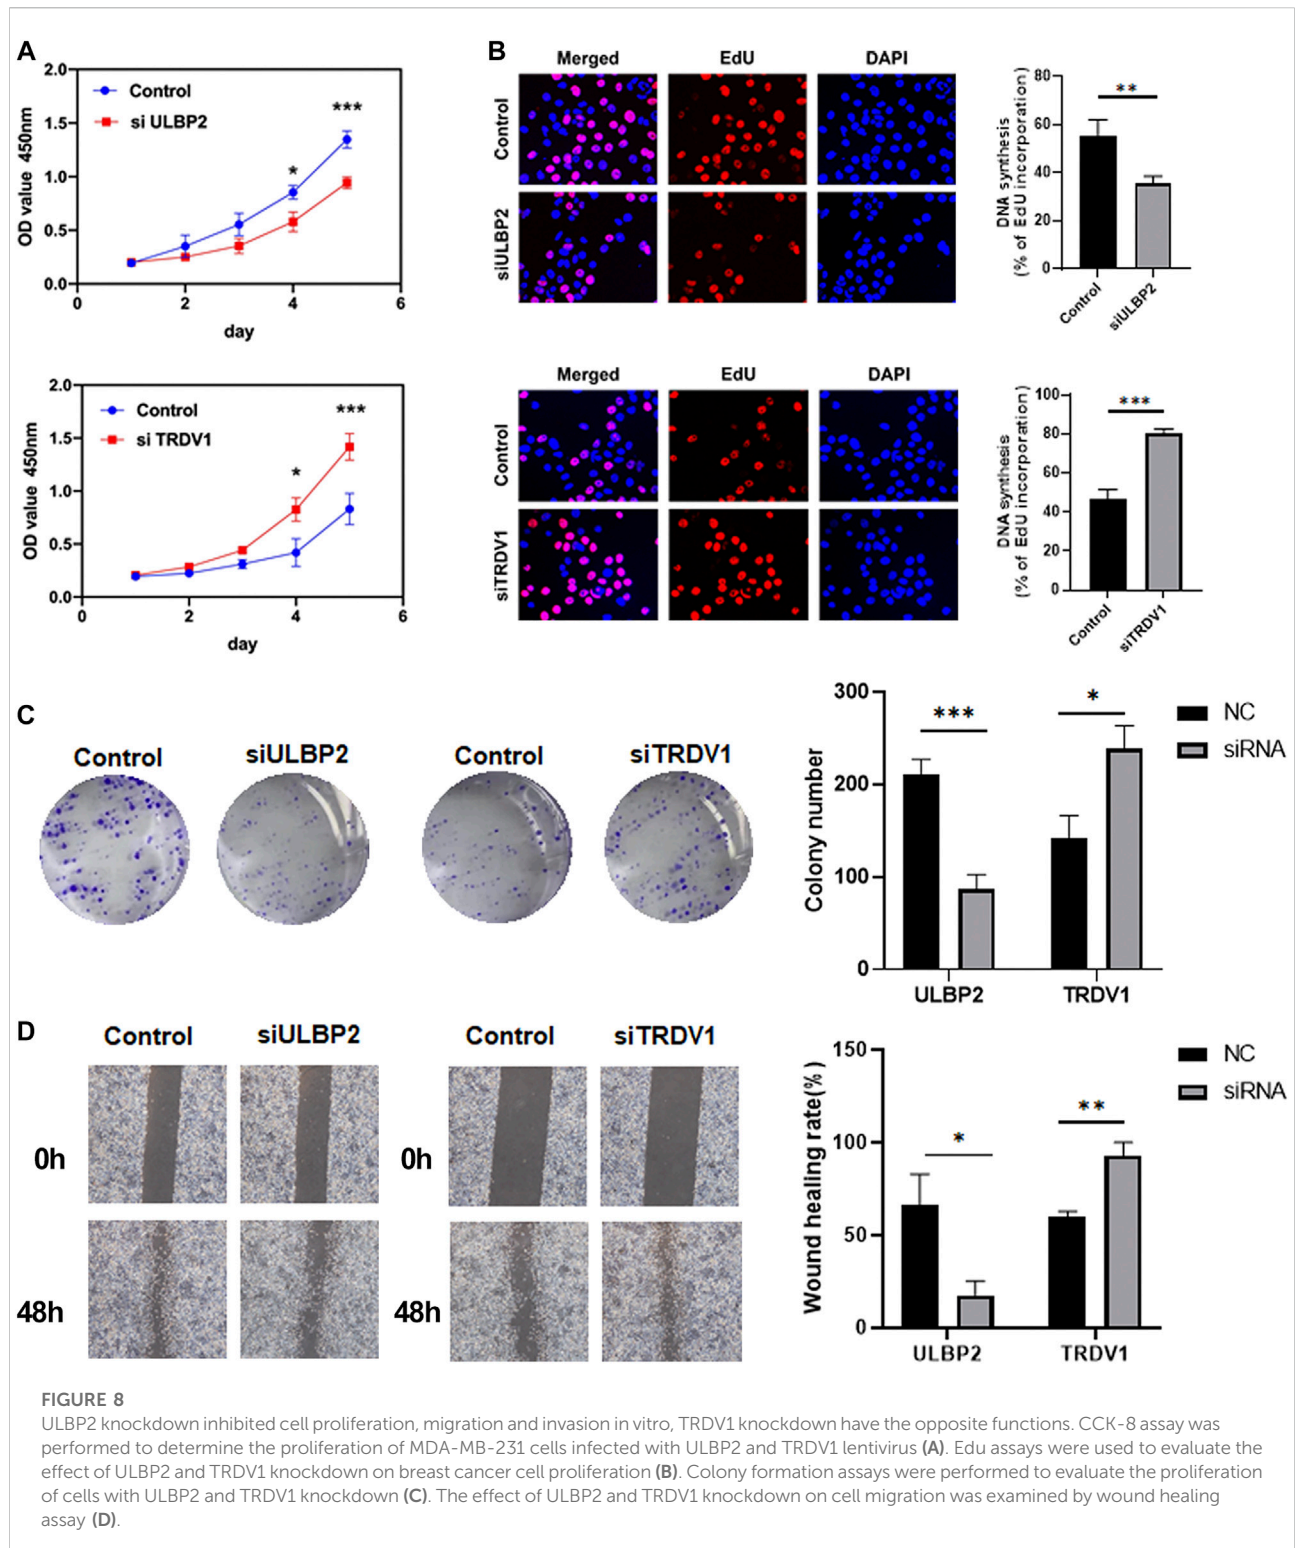 A
2.0
1.5
1.0
0.5
0.0
OD value 450nm
Control
si ULBP2
*
***
0
2
4
6
day
2.0
1.5
1.0
0.5
0.0
OD value 450nm
Control
si TRDV1
*
***
0
2
4
6
day
B
Merged
EdU
DAPI
Control
siULBP2
80
60
40
20
0
DNA synthesis
(% of EdU incorporation)
**
Control
siULBP2
Merged
EdU
DAPI
Control
siTRDV1
100
80
60
40
20
0
DNA synthesis
(% of EdU incorporation)
***
Control
siTRDV1
C
Control
siULBP2
Control
siTRDV1
300
200
100
0
Colony number
***
*
NC
siRNA
ULBP2
TRDV1
D
Control
siULBP2
Control
siTRDV1
0h
0h
48h
48h
150
100
50
0
Wound healing rate(%)
*
**
NC
siRNA
ULBP2
TRDV1
FIGURE 8
ULBP2 knockdown inhibited cell proliferation, migration and invasion in vitro, TRDV1 knockdown have the opposite functions. CCK-8 assay was
performed to determine the proliferation of MDA-MB-231 cells infected with ULBP2 and TRDV1 lentivirus (A). Edu assays were used to evaluate the
effect of ULBP2 and TRDV1 knockdown on breast cancer cell proliferation (B). Colony formation assays were performed to evaluate the proliferation
of cells with ULBP2 and TRDV1 knockdown (C). The effect of ULBP2 and TRDV1 knockdown on cell migration was examined by wound healing
assay (D).